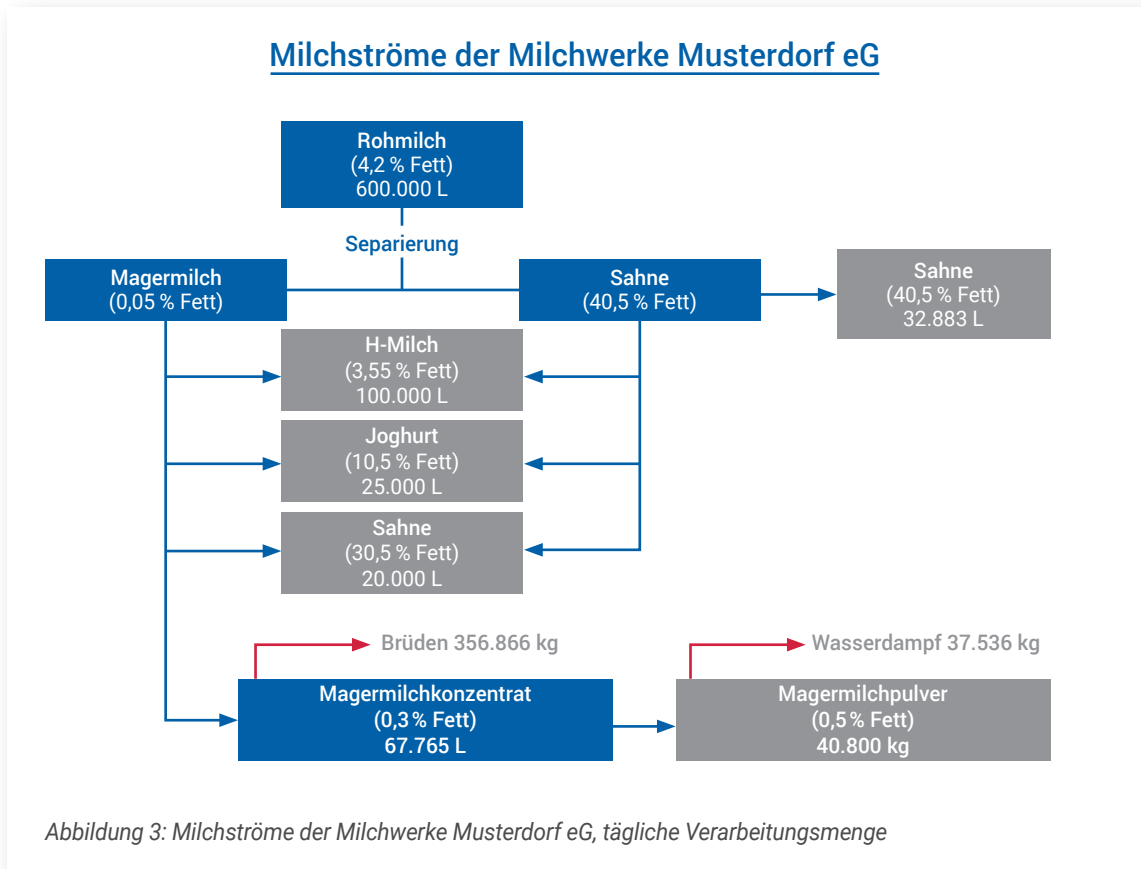 Milchströme der Milchwerke Musterdorf eG
Rohmilch
(4,2 % Fett)
600.000 L
Separierung
Magermilch
(0,05 % Fett)
Sahne
(40,5 % Fett)
Sahne
(40,5 % Fett)
32.883 L
H-Milch
(3,55 % Fett)
100.000 L
Joghurt
(10,5 % Fett)
25.000 L
Sahne
(30,5 % Fett)
20.000 L
Brüden 356.866 kg
Wasserdampf 37.536 kg
Magermilchkonzentrat
(0,3 % Fett)
67.765 L
Magermilchpulver
(0,5 % Fett)
40.800 kg
Abbildung 3: Milchströme der Milchwerke Musterdorf eG, tägliche Verarbeitungsmenge